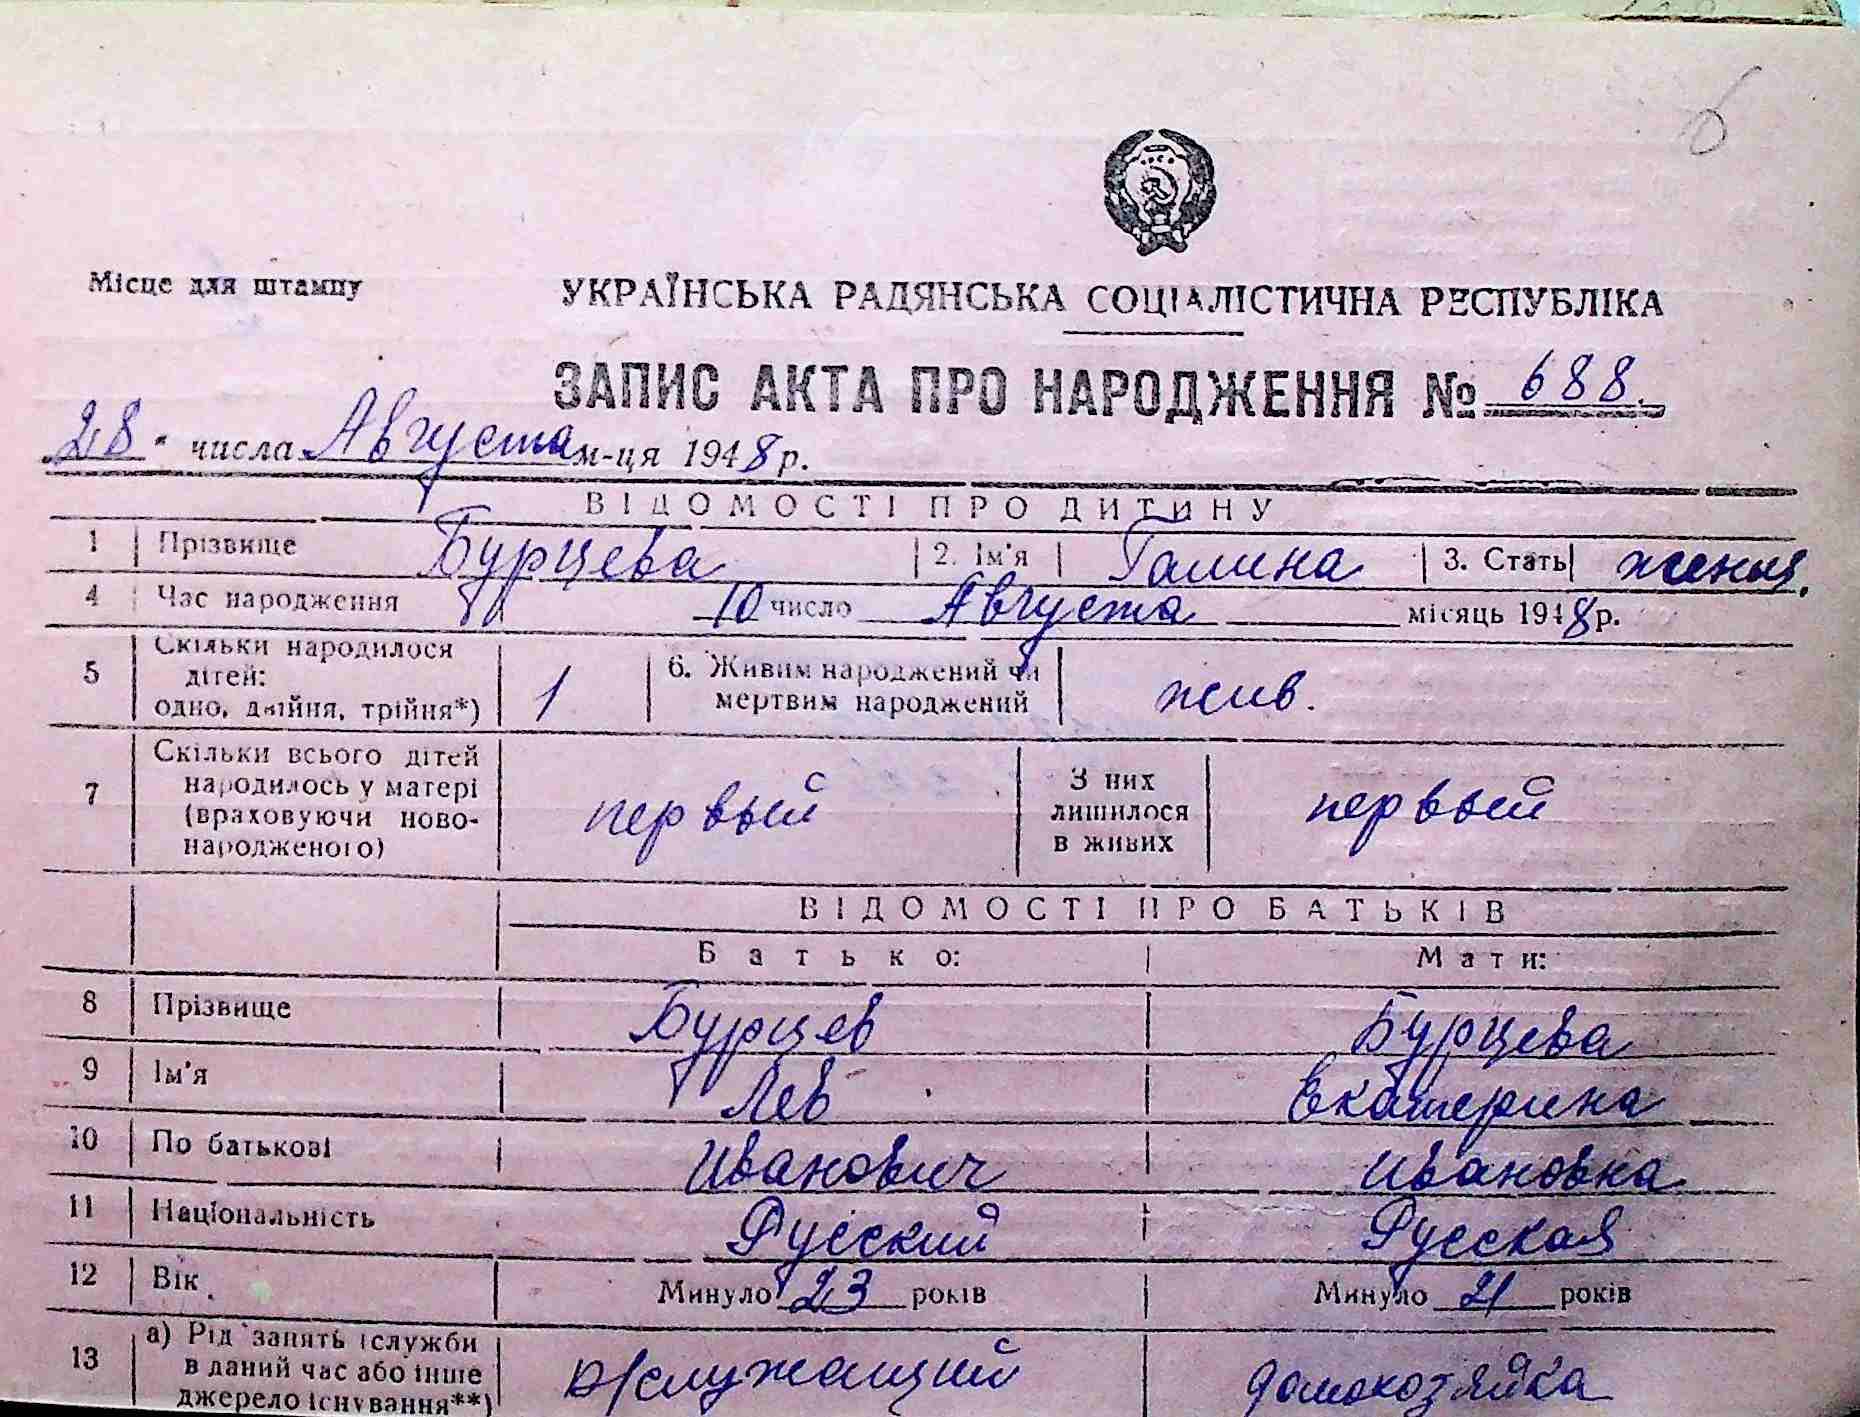 6
Місце для штампу
УКРАЇНСЬКА РАДЯНСЬКА СОЦІАЛІСТИЧНА РЕСПУБЛІКА
ЗАПИС АКТА ПРО НАРОДЖЕННЯ № 688.
28 числа Августа м-ця 1948 р.
ВІДОМОСТІ ПРО ДИТИНУ
1 Прізвище Бурцева 2. Ім'я Галина 3. Стать женщ.
4 Час народження 10 число Августа місяць 1948 р.
5 Скільки народилося дітей: одно, двійня, трійня*) 1 6. Живим народжений чи мертвим народжений жив.
7 Скільки всього дітей народилось у матері (враховуючи новонародженого) первый З них лишилося в живих первый
ВІДОМОСТІ ПРО БАТЬКІВ
Батько: Мати:
8 Прізвище Бурцев Бурцева
9 Ім'я Лев Екатерина
10 По батькові Иванович Ивановна
11 Національність Русский Русская
12 Вік Минуло 23 років Минуло 21 років
13 а) Рід занять (служби в даний час або інше джерело існування**) в/служащий домохозяйка